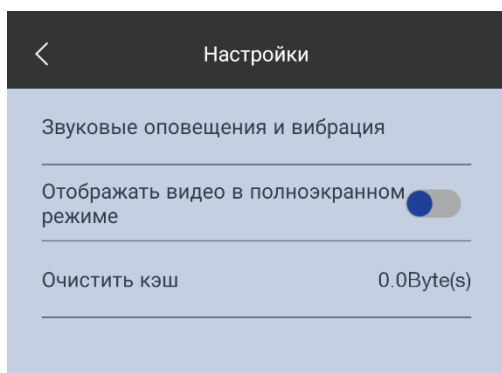 Настройки
Звуковые оповещения и вибрация
Отображать видео в полноэкранном
режиме
Очистить кэш 0.0Byte(s)